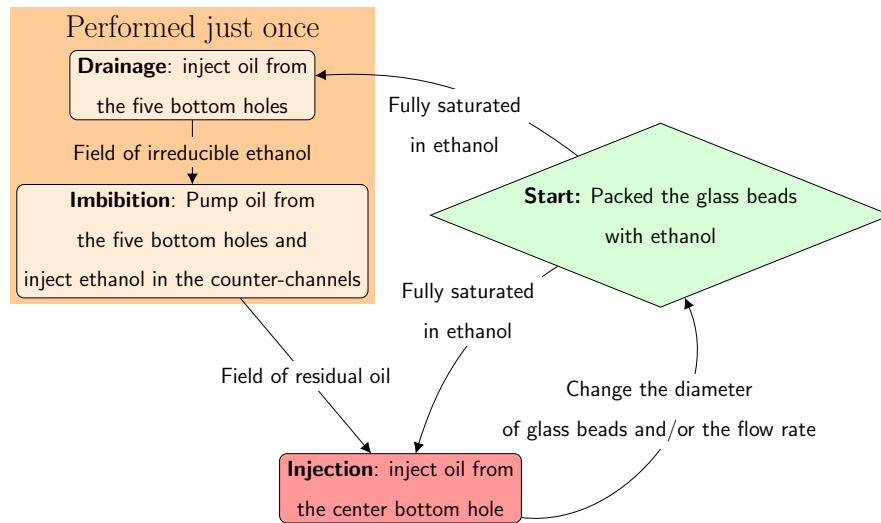 Performed just once
Drainage: inject oil from
the five bottom holes
Field of irreducible ethanol
Imbibition: Pump oil from
the five bottom holes and
inject ethanol in the counter-channels
Fully saturated
in ethanol
Start: Packed the glass beads
with ethanol
Fully saturated
in ethanol
Field of residual oil
Change the diameter
of glass beads and/or the flow rate
Injection: inject oil from
the center bottom hole